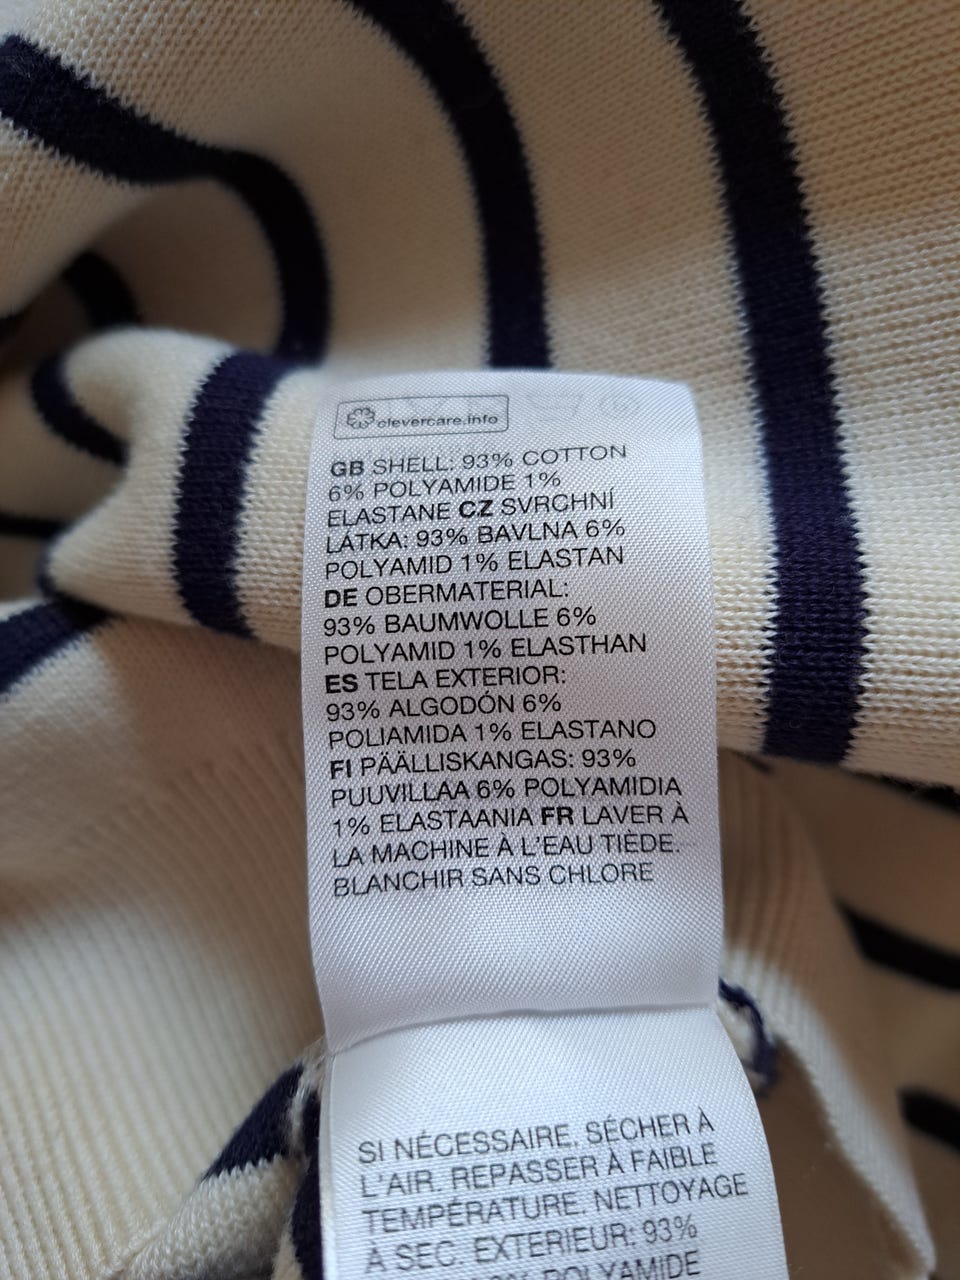 clevercare.info
GB SHELL: 93% COTTON
6% POLYAMIDE 1%
ELASTANE CZ SVRCHNÍ
LÁTKA: 93% BAVLNA 6%
POLYAMID 1% ELASTAN
DE OBERMATERIAL:
93% BAUMWOLLE 6%
POLYAMID 1% ELASTHAN
ES TELA EXTERIOR:
93% ALGODÓN 6%
POLIAMIDA 1% ELASTANO
FI PÄÄLLISKANGAS: 93%
PUUVILLAA 6% POLYAMIDIA
1% ELASTAANIA FR LAVER À
LA MACHINE À L'EAU TIÈDE.
BLANCHIR SANS CHLORE
SI NÉCESSAIRE. SÉCHER À
L'AIR. REPASSER À FAIBLE
TEMPÉRATURE. NETTOYAGE
À SEC. EXTERIEUR: 93%
POLYAMIDE